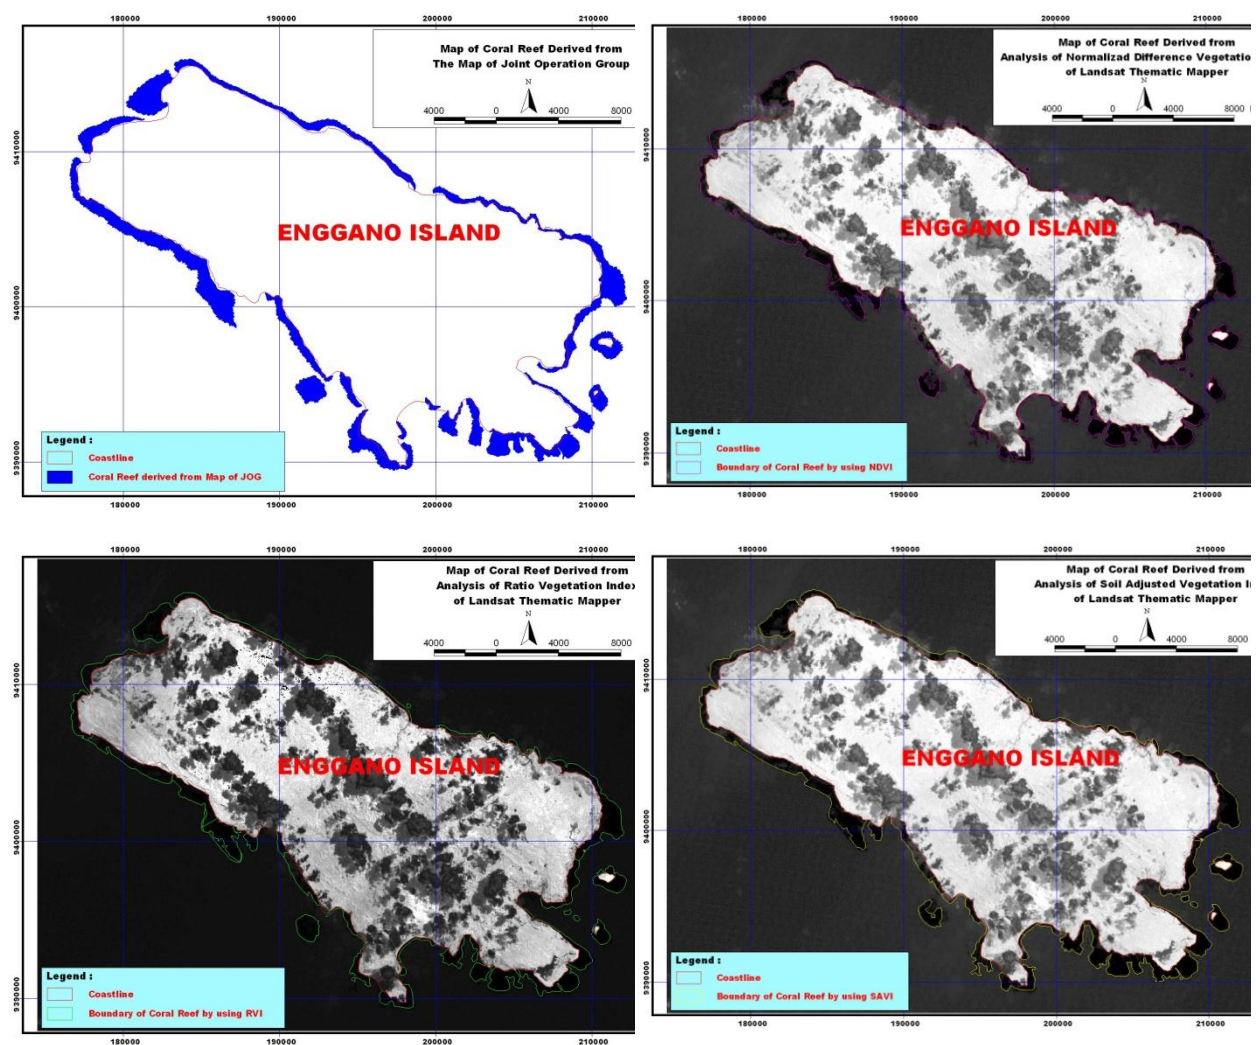 180000 190000 200000 210000
Map of Coral Reef Derived from
The Map of Joint Operation Group
N
4000 0 4000 8000
9410000
9400000
9390000
ENGGANO ISLAND
Legend :
Coastline
Coral Reef derived from Map of JOG
180000 190000 200000 210000
180000 190000 200000 210000
Map of Coral Reef Derived from
Analysis of Normalizad Difference Vegetation
of Landsat Thematic Mapper
N
4000 0 4000 8000
9410000
9400000
9390000
ENGGANO ISLAND
Legend :
Coastline
Boundary of Coral Reef by using NDVI
180000 190000 200000 210000
180000 190000 200000 210000
Map of Coral Reef Derived from
Analysis of Ratio Vegetation Index
of Landsat Thematic Mapper
N
4000 0 4000 8000
9410000
9400000
9390000
ENGGANO ISLAND
Legend :
Coastline
Boundary of Coral Reef by using RVI
180000 190000 200000 210000
180000 190000 200000 210000
Map of Coral Reef Derived from
Analysis of Soil Adjusted Vegetation
of Landsat Thematic Mapper
N
4000 0 4000 8000
9410000
9400000
9390000
ENGGANO ISLAND
Legend :
Coastline
Boundary of Coral Reef by using SAVI
180000 190000 200000 210000